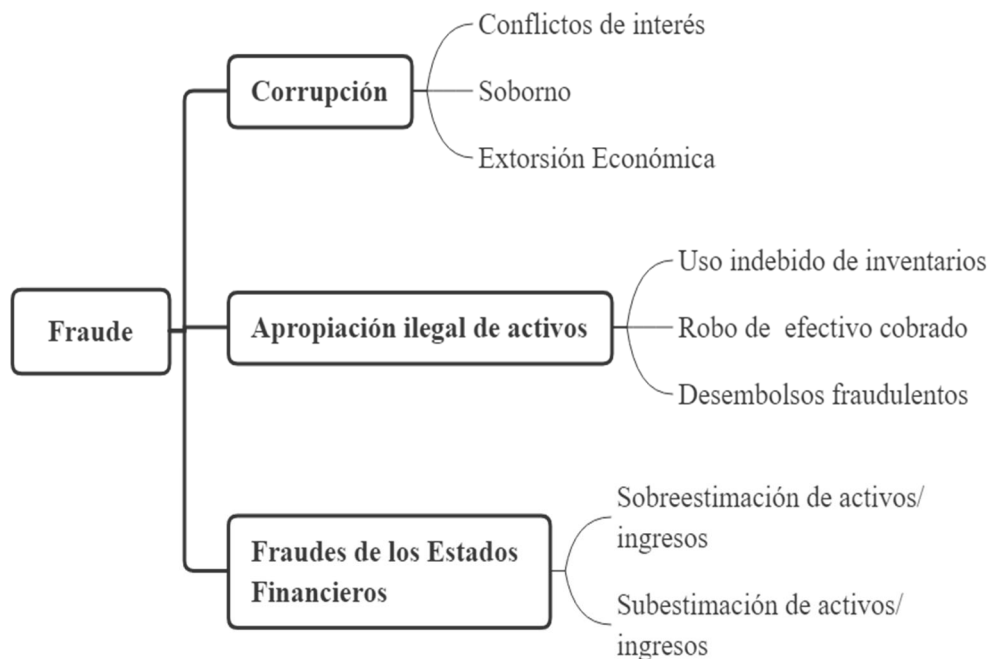 Conflictos de interés
Corrupción
Soborno
Extorsión Económica
Fraude
Uso indebido de inventarios
Apropiación ilegal de activos
Robo de efectivo cobrado
Desembolsos fraudulentos
Fraudes de los Estados
Financieros
Sobreestimación de activos/
ingresos
Subestimación de activos/
ingresos